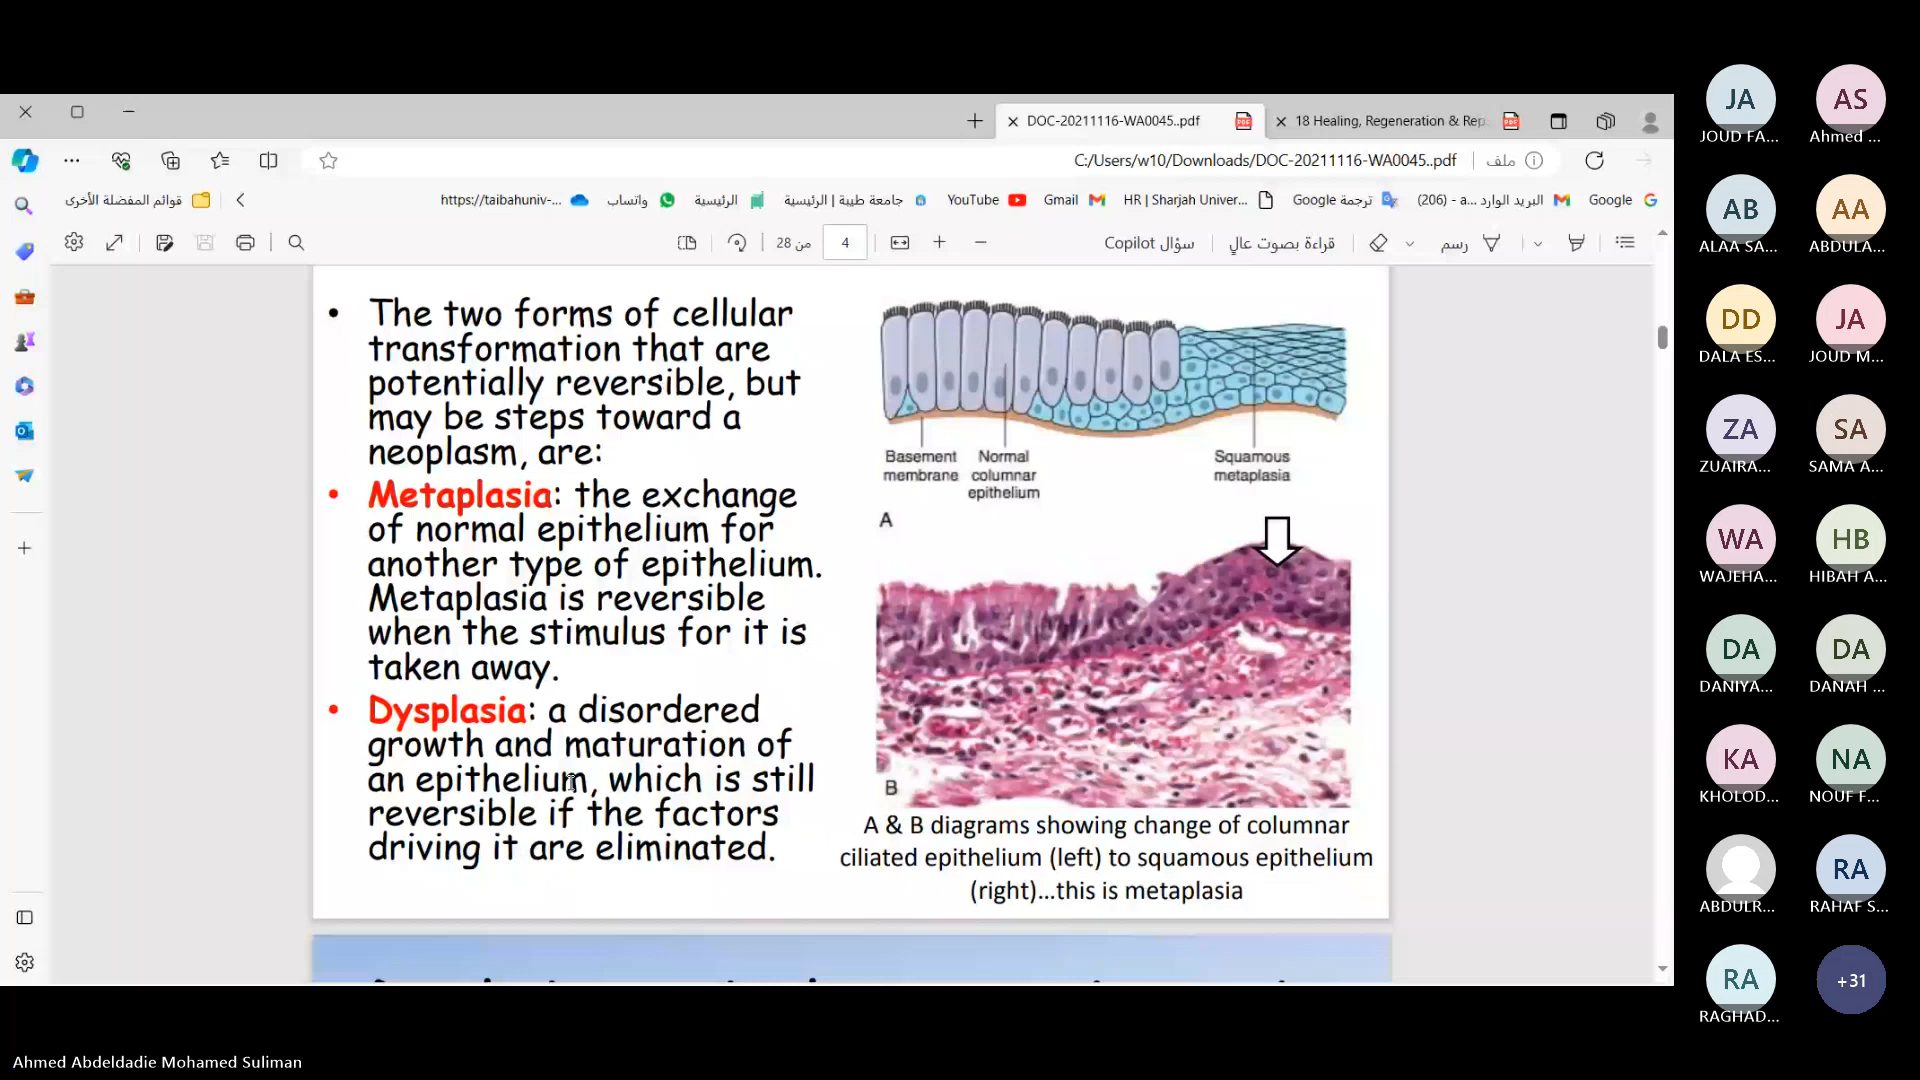 DOC-20211116-WA0045..pdf
18 Healing, Regeneration & Rep
C:/Users/w10/Downloads/DOC-20211116-WA0045..pdf
ملف
قوائم المفضلة الأخرى
https://taibahuniv-...
واتساب
الرئيسية
جامعة طيبة | الرئيسية
YouTube
Gmail
HR | Sharjah Univer...
ترجمة Google
البريد الوارد (206) - a...
Google
من 28
4
سؤال Copilot
قراءة بصوت عالٍ
رسم
• The two forms of cellular
transformation that are
potentially reversible, but
may be steps toward a
neoplasm, are:
• Metaplasia: the exchange
of normal epithelium for
another type of epithelium.
Metaplasia is reversible
when the stimulus for it is
taken away.
• Dysplasia: a disordered
growth and maturation of
an epithelium, which is still
reversible if the factors
driving it are eliminated.
Basement
membrane
Normal
columnar
epithelium
Squamous
metaplasia
A
B
A & B diagrams showing change of columnar
ciliated epithelium (left) to squamous epithelium
(right)...this is metaplasia
JA
JOUD FA...
AS
Ahmed ...
AB
ALAA SA...
AA
ABDULA...
DD
DALA ES...
JA
JOUD M...
ZA
ZUAIRA...
SA
SAMA A...
WA
WAJEHA...
HB
HIBAH A...
DA
DANIYA...
DA
DANAH ...
KA
KHOLOD...
NA
NOUF F...
ABDULR...
RA
RAHAF S...
RA
RAGHAD...
+31
Ahmed Abdeldadie Mohamed Suliman